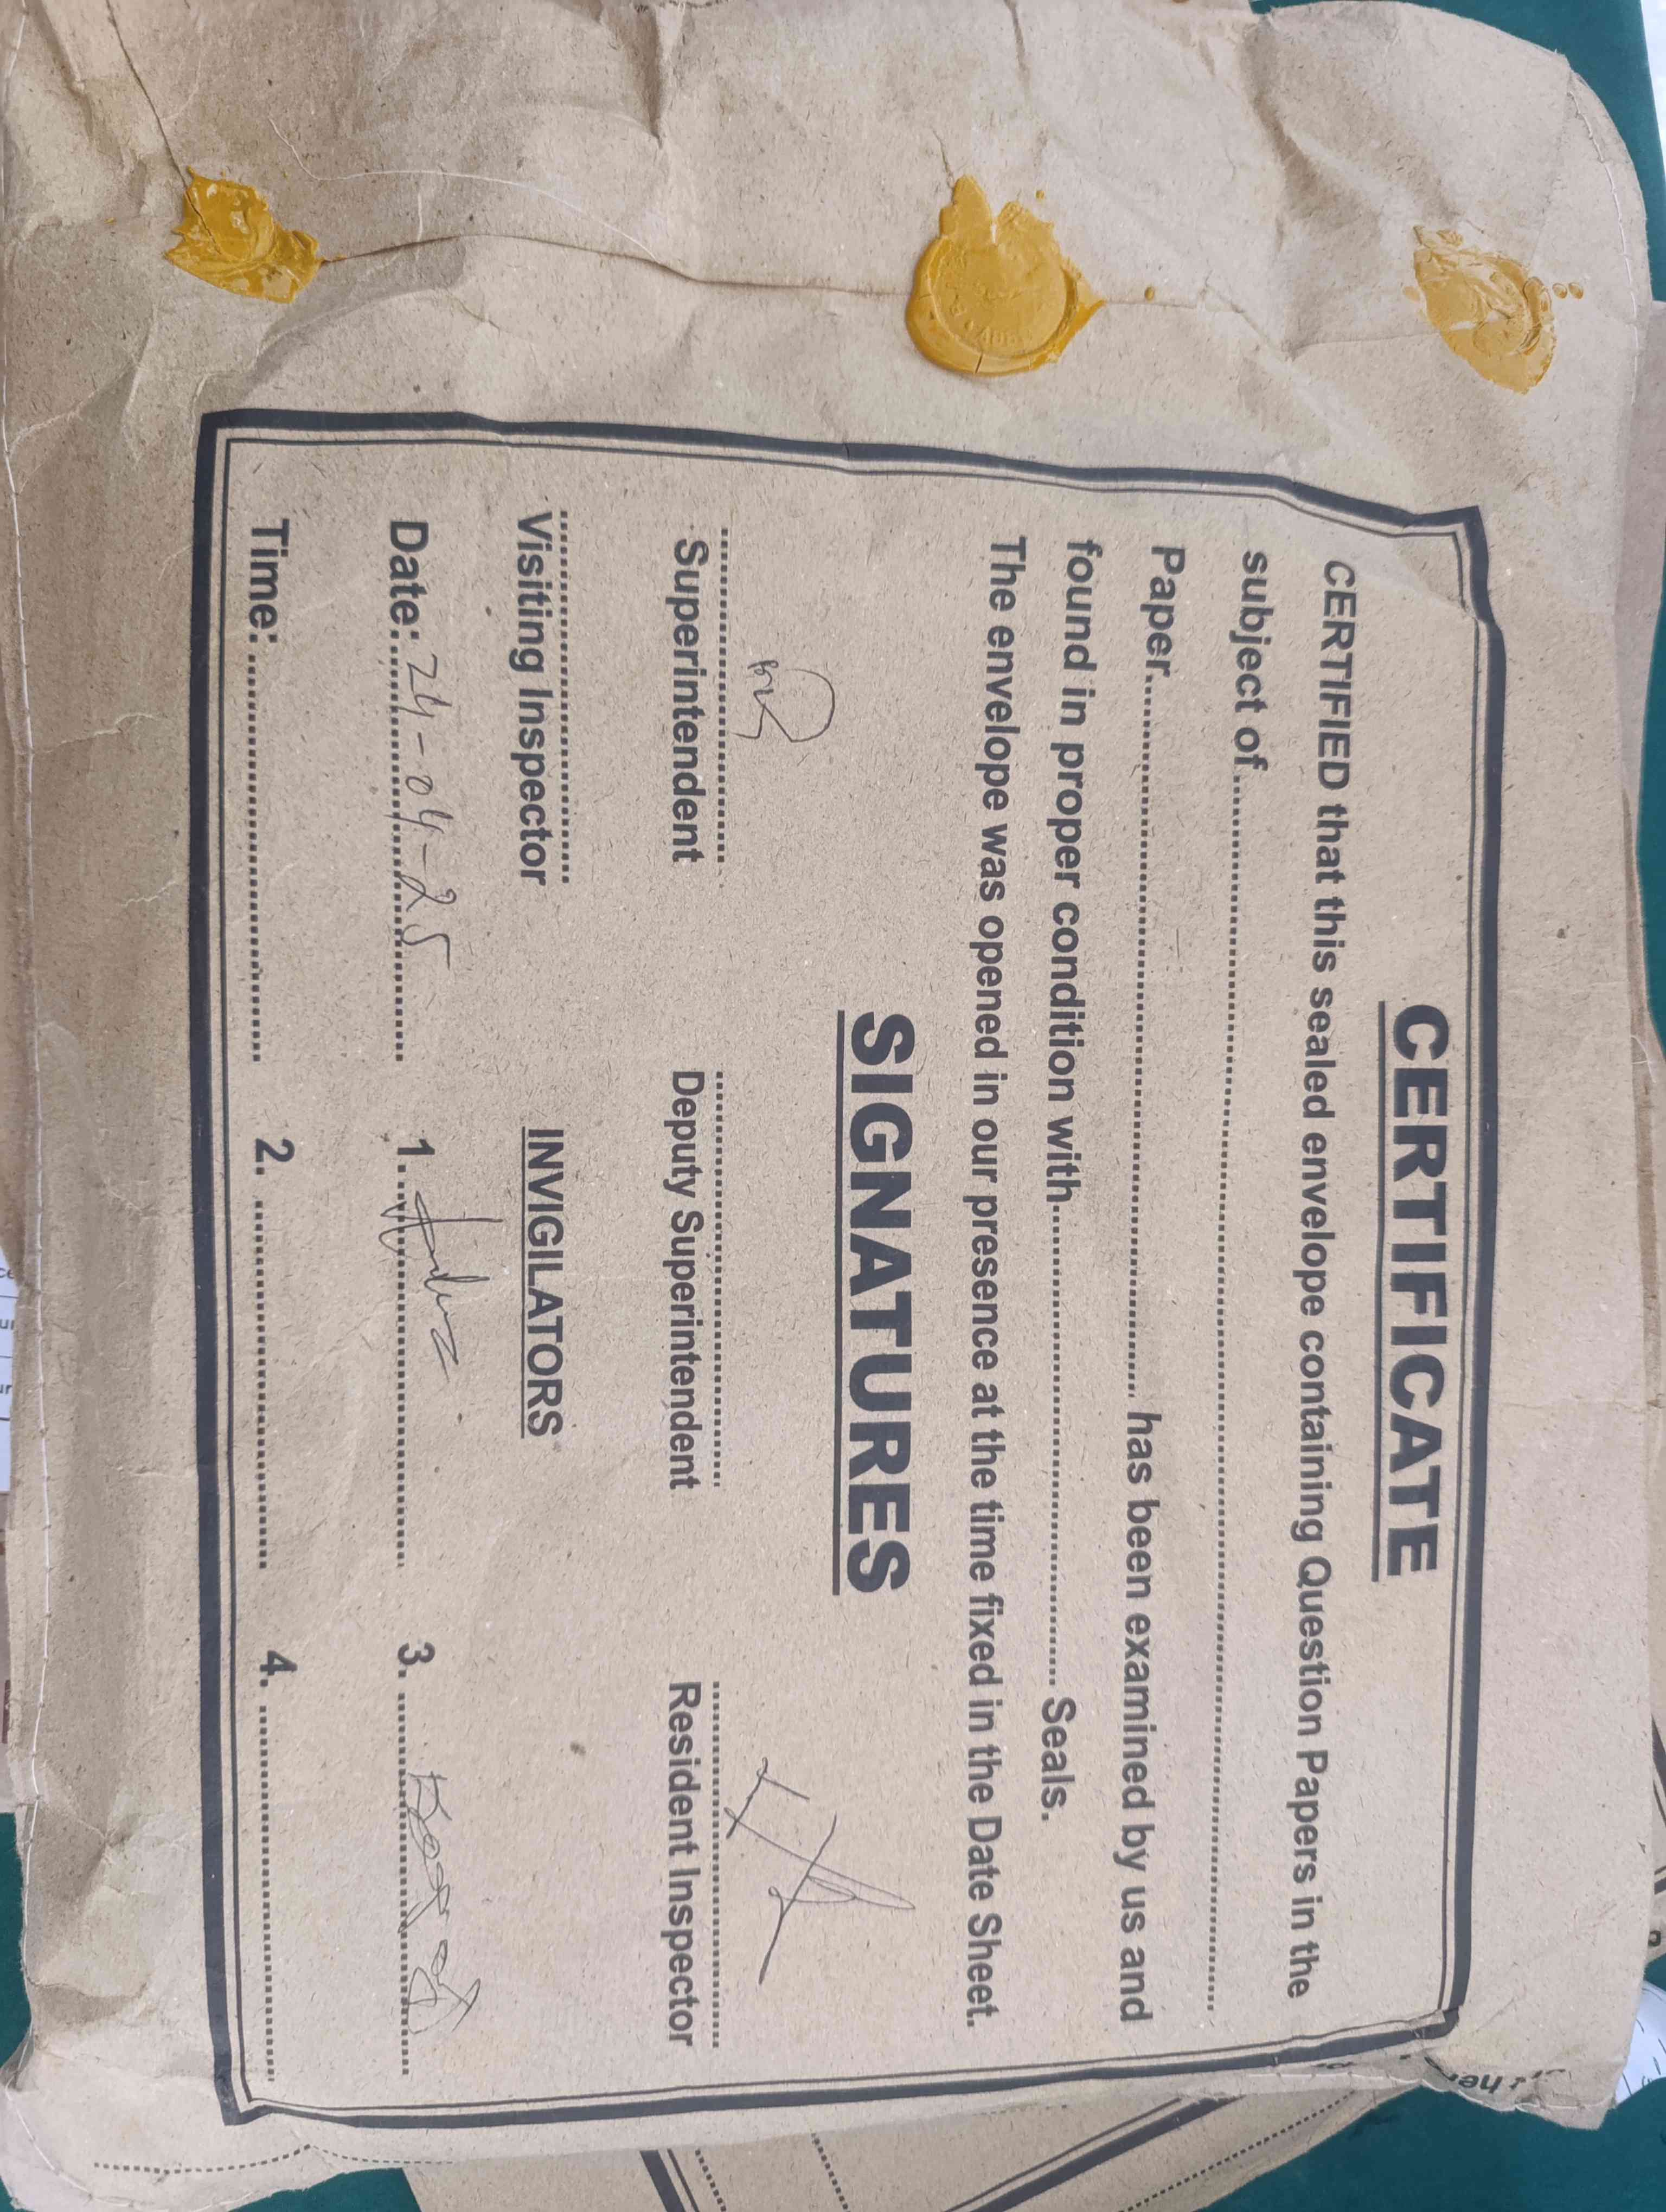 CERTIFICATE
CERTIFIED that this sealed envelope containing Question Papers in the
subject of
Paper has been examined by us and
found in proper condition with Seals.
The envelope was opened in our presence at the time fixed in the Date Sheet.
SIGNATURES
Superintendent Deputy Superintendent Resident Inspector
Visiting Inspector INVIGILATORS
Date: 24-04-25 1. 3.
Time: 2. 4.